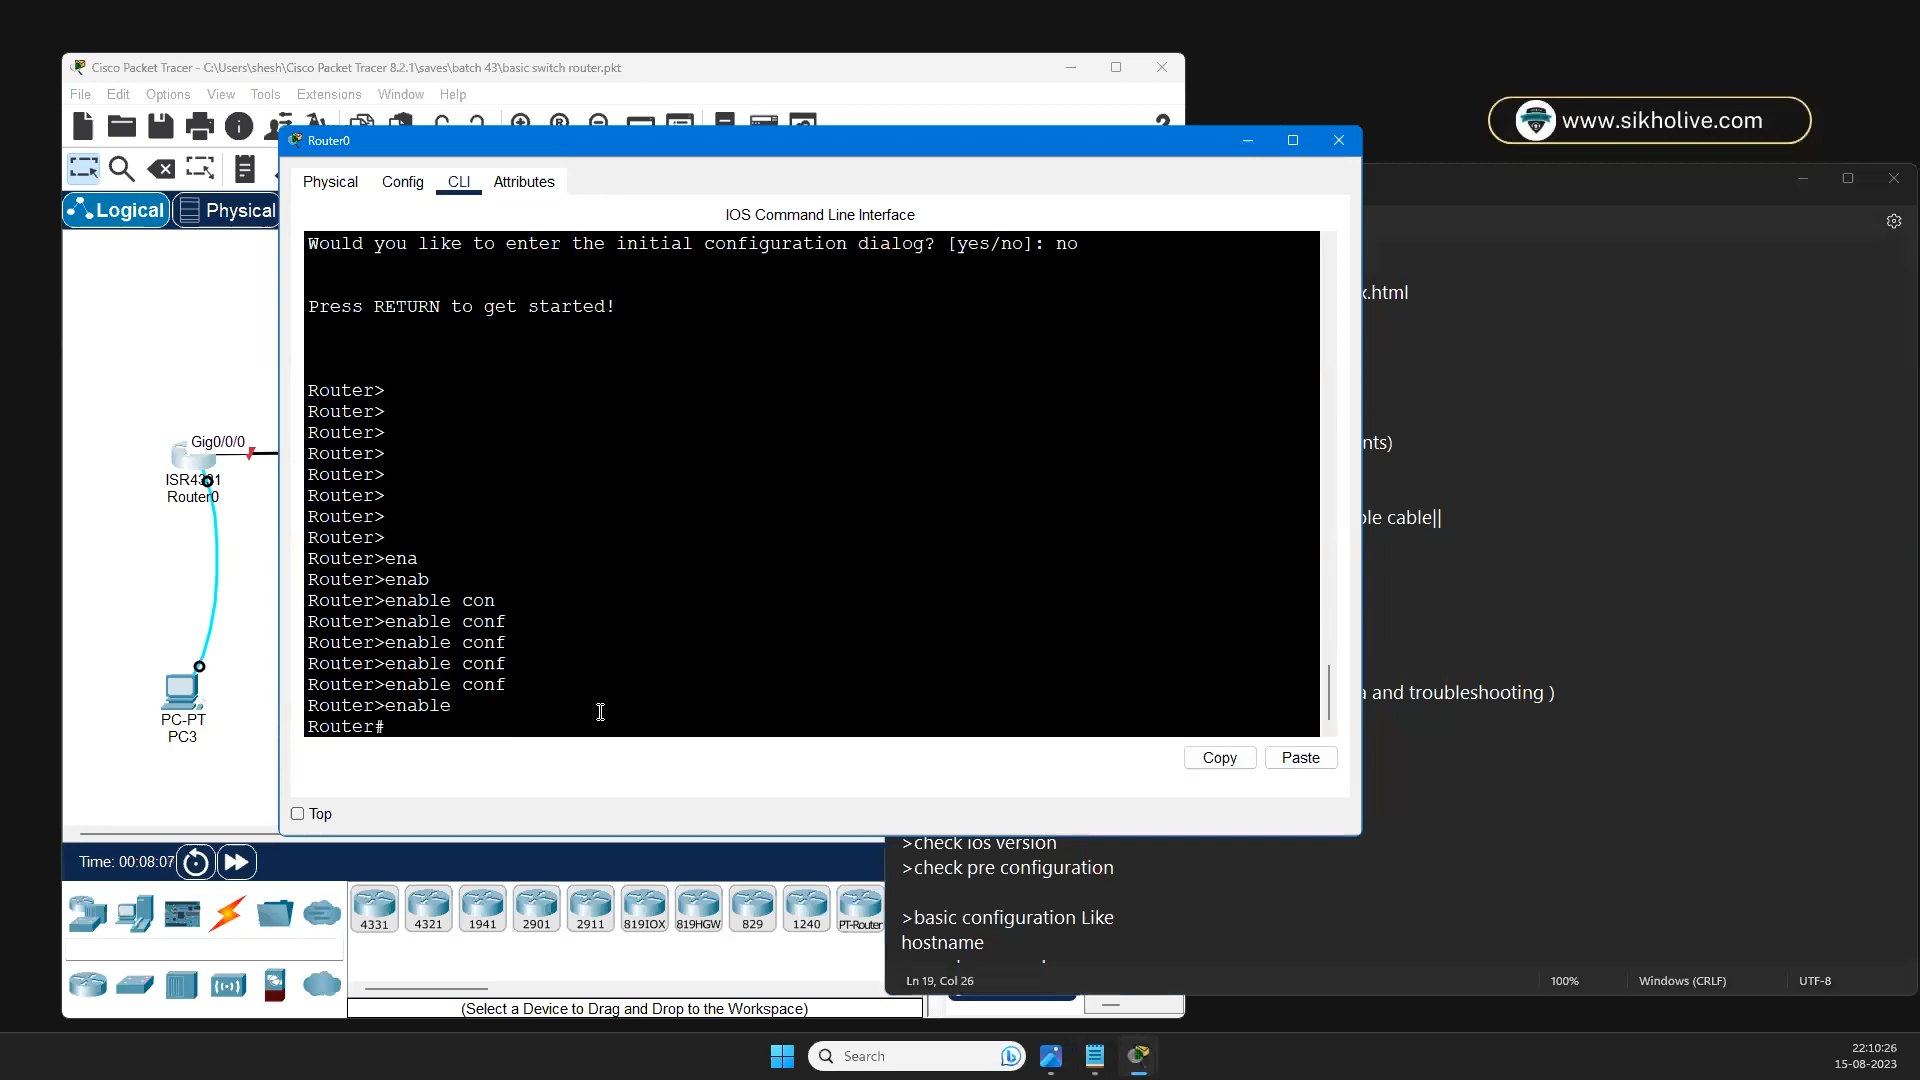 www.sikholive.com
Cisco Packet Tracer - C:\Users\shesh\Cisco Packet Tracer 8.2.1\saves\batch 43\basic switch router.pkt
File Edit Options View Tools Extensions Window Help
Router0
Physical Config CLI Attributes
Logical Physical
IOS Command Line Interface
Would you like to enter the initial configuration dialog? [yes/no]: no
Press RETURN to get started!
Router>
Router>
Router>
Router>
Router>
Router>
Router>
Router>
Router>ena
Router>enab
Router>enable con
Router>enable conf
Router>enable conf
Router>enable conf
Router>enable conf
Router>enable
Router#
Copy Paste
Top
Gig0/0/0
Router0
PC-PT
PC3
.html
nts)
ble cable||
and troubleshooting )
>check ios version
>check pre configuration
>basic configuration Like
hostname
Ln 19, Col 26 100% Windows (CRLF) UTF-8
Time: 00:08:07
4331 4321 1941 2901 2911 819IOX 819HGW 829 1240 PT-Router
(Select a Device to Drag and Drop to the Workspace)
Search
22:10:26
15-08-2023